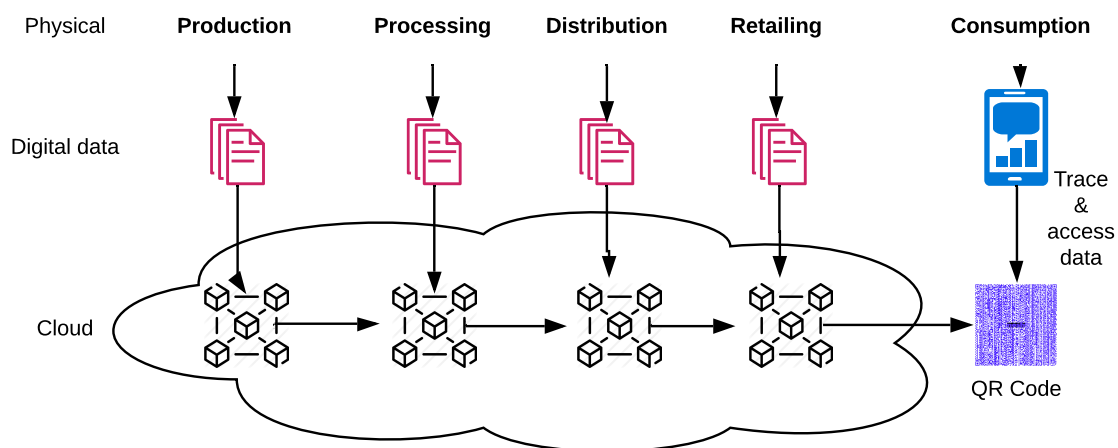 Physical
Production
Processing
Distribution
Retailing
Consumption
Digital data
Trace
&
access
data
Cloud
QR Code